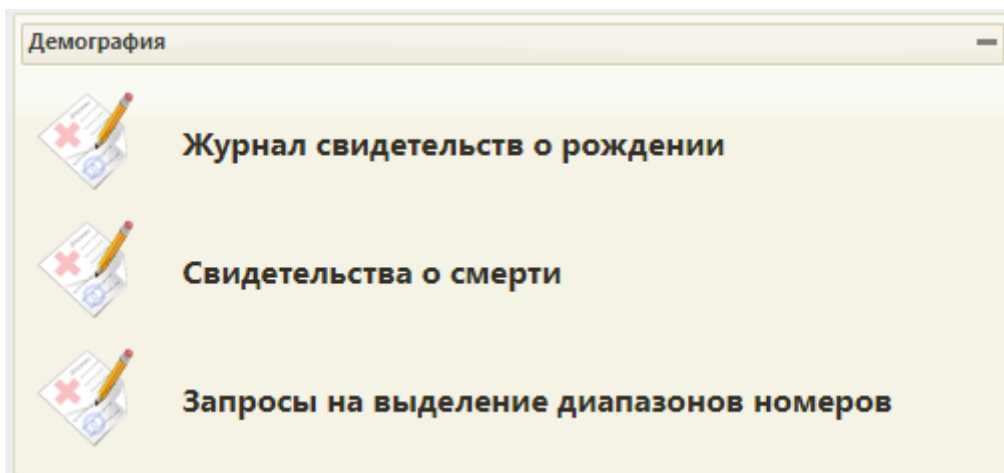 Демография
Журнал свидетельств о рождении
Свидетельства о смерти
Запросы на выделение диапазонов номеров